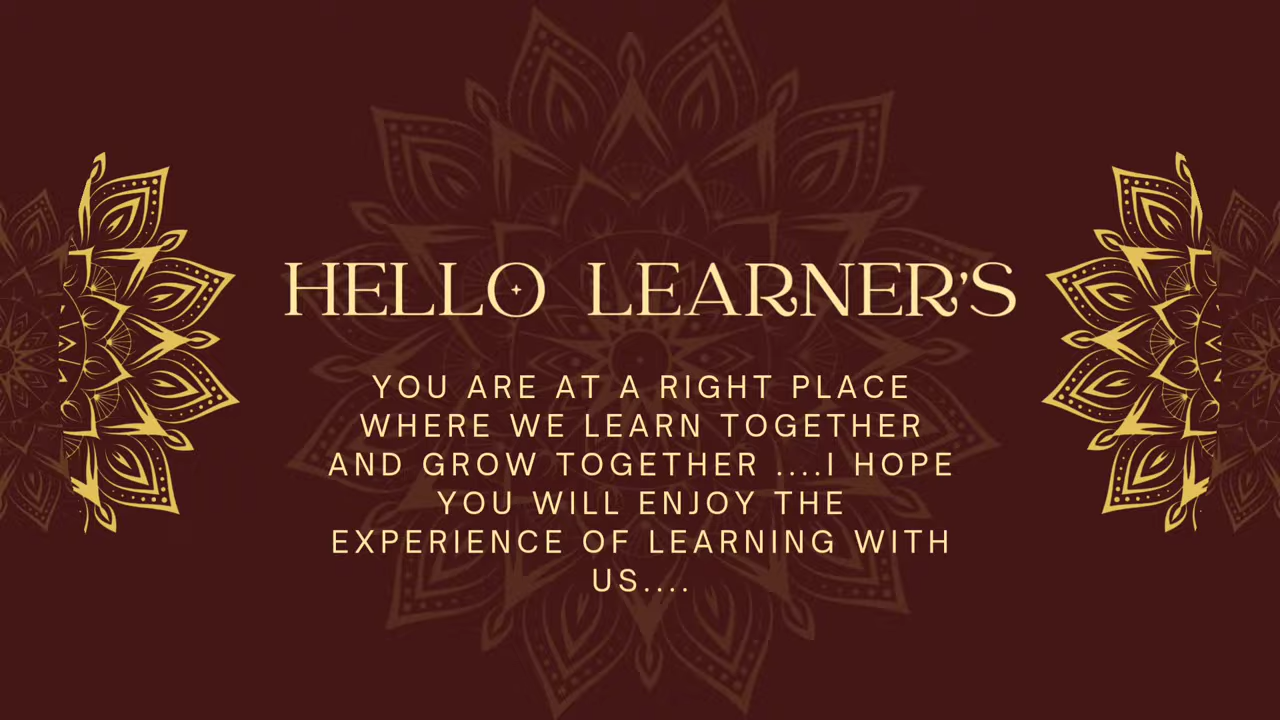 HELLO LEARNER'S
YOU ARE AT A RIGHT PLACE
WHERE WE LEARN TOGETHER
AND GROW TOGETHER ....I HOPE
YOU WILL ENJOY THE
EXPERIENCE OF LEARNING WITH
US....